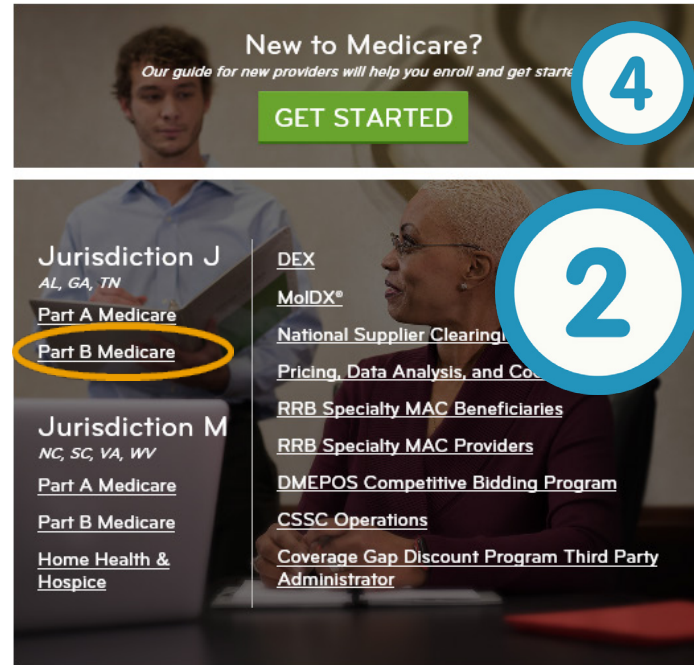 New to Medicare?
Our guide for new providers will help you enroll and get
GET STARTED
4
2
Jurisdiction J
AL, GA, TN
Part A Medicare
Part B Medicare
Jurisdiction M
NC, SC, VA, WV
Part A Medicare
Part B Medicare
Home Health &
Hospice
DEX
MolDX®
National Supplier
Pricing, Data Analysis, and
RRB Specialty MAC Beneficiaries
RRB Specialty MAC Providers
DMEPOS Competitive Bidding Program
CSSC Operations
Coverage Gap Discount Program Third Party
Administrator